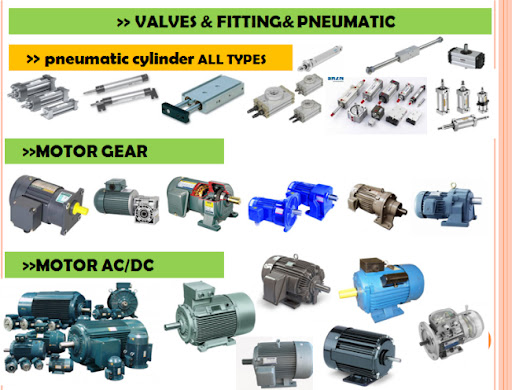 >> VALVES & FITTING& PNEUMATIC
>> pneumatic cylinder ALL TYPES
>>MOTOR GEAR
>>MOTOR AC/DC